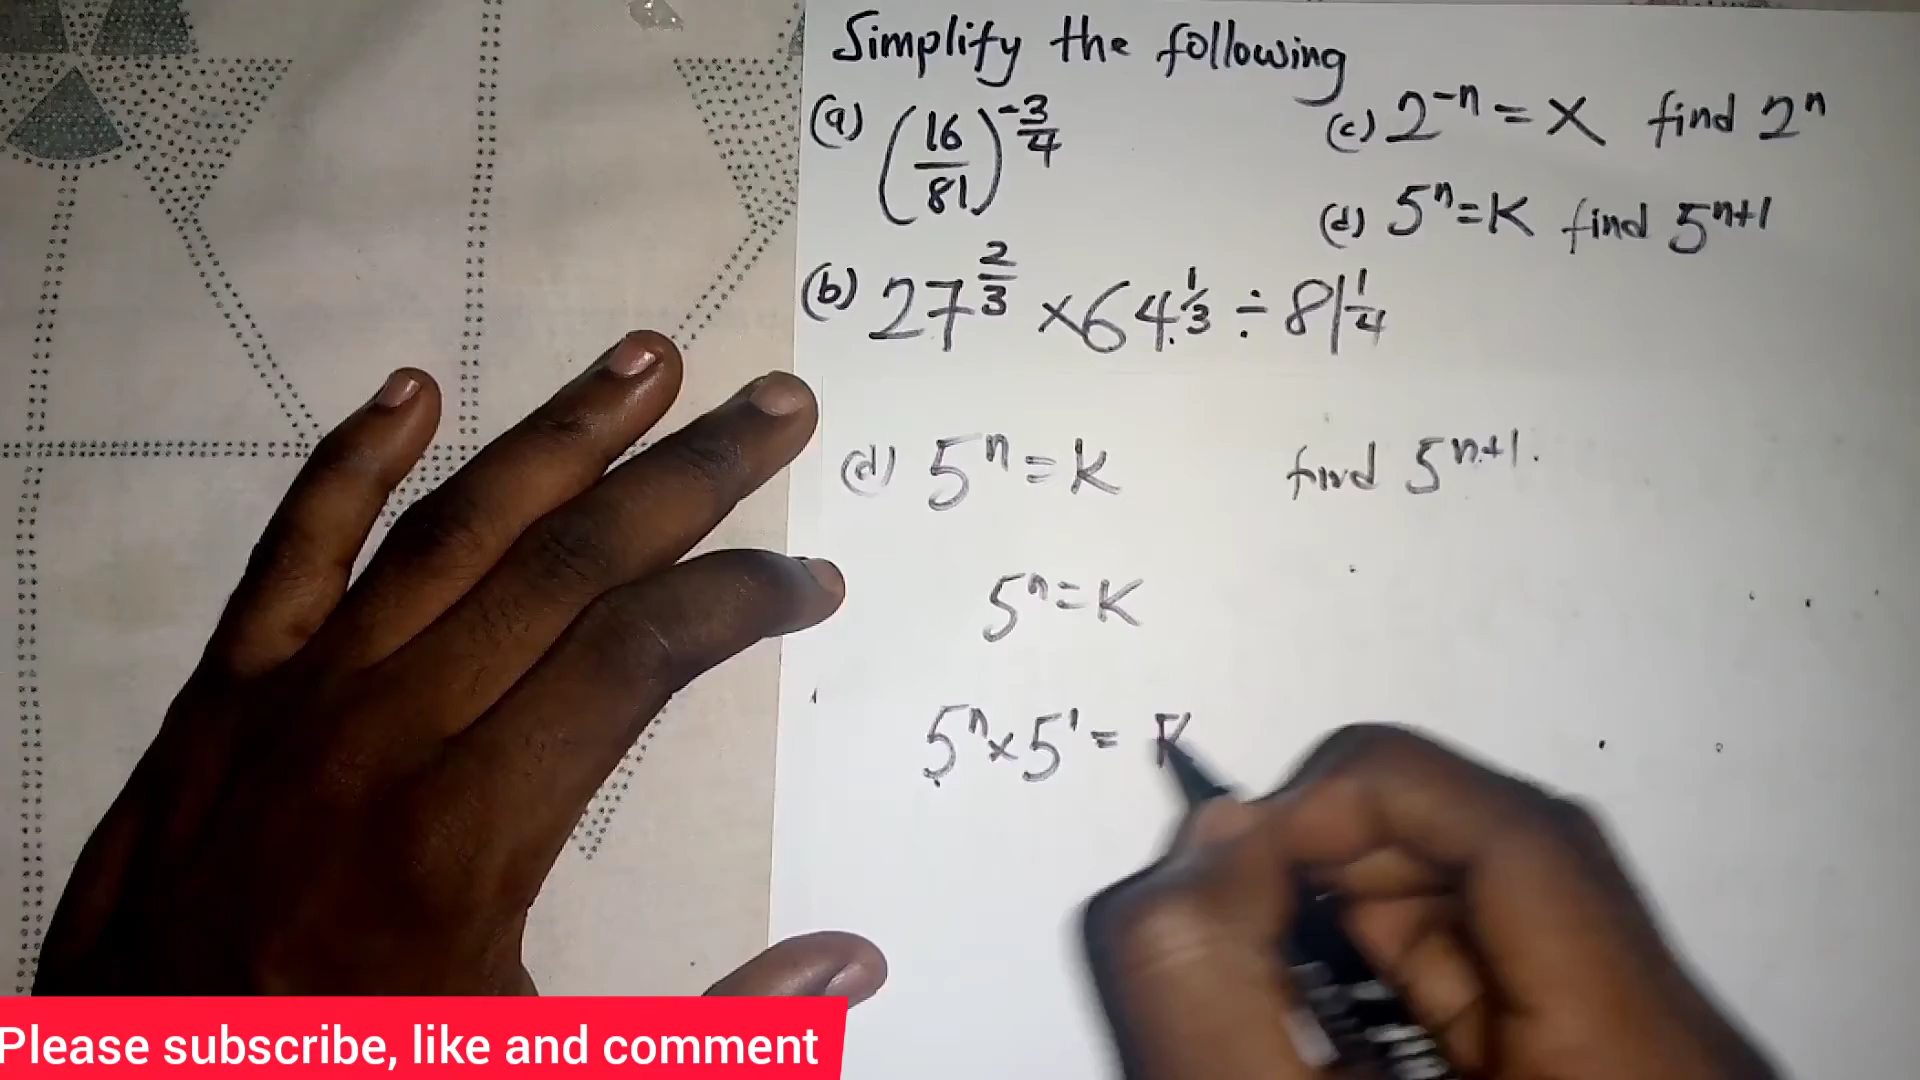 Simplify the following
(a) (16/81)^-3/4
(c) 2^-n = x find 2^n
(d) 5^n = K find 5^n+1
(b) 27^2/3 × 64^1/3 ÷ 81^1/4
(d) 5^n = K find 5^n+1.
5^n = K
5^n × 5^1 = K
Please subscribe, like and comment